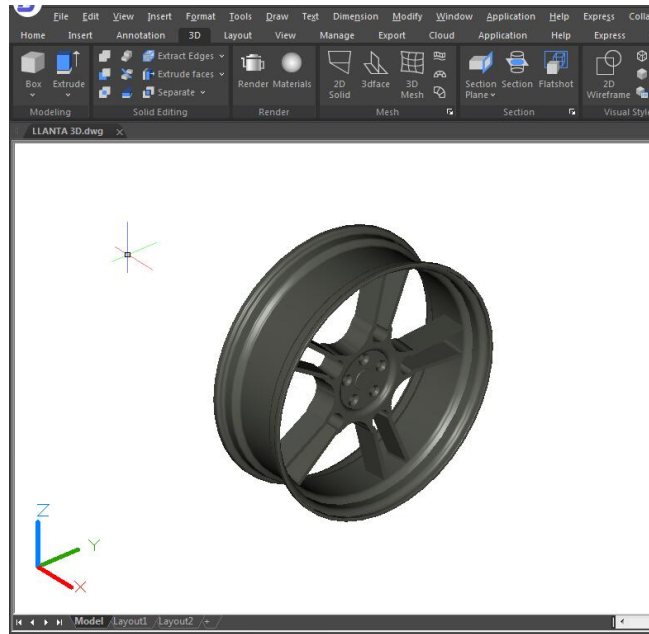 File Edit View Insert Format Tools Draw Text Dimension Modify Window Application Help Express
Home Insert Annotation 3D Layout View Manage Export Cloud Application Help Express
Extract Edges
Extrude faces
Separate
Box Extrude Render Materials 2D Solid 3dface 3D Mesh Section Plane Section Flatshot 2D Wireframe
Modeling Solid Editing Render Mesh Section
LLANTA 3D.dwg
Z
Y
X
Model Layout1 Layout2 +